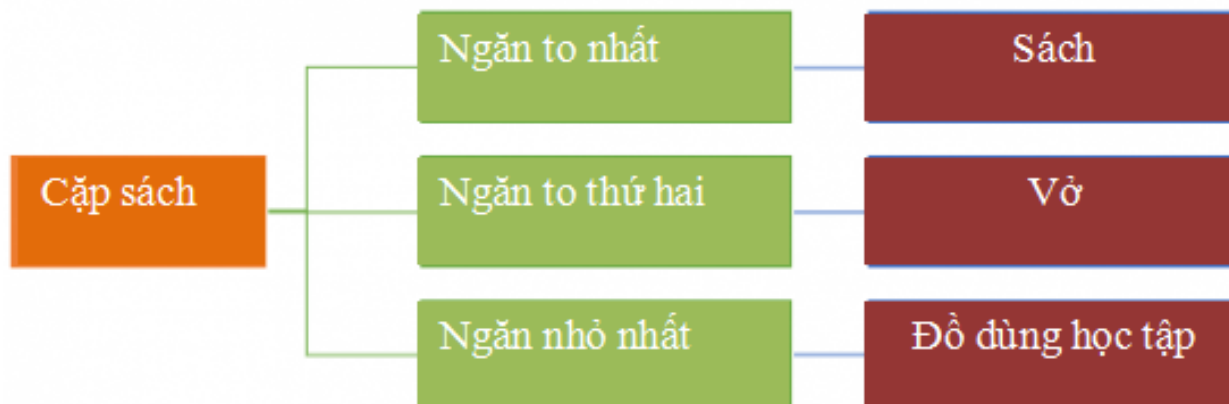 Cặp sách
Ngăn to nhất
Sách
Ngăn to thứ hai
Vở
Ngăn nhỏ nhất
Đồ dùng học tập